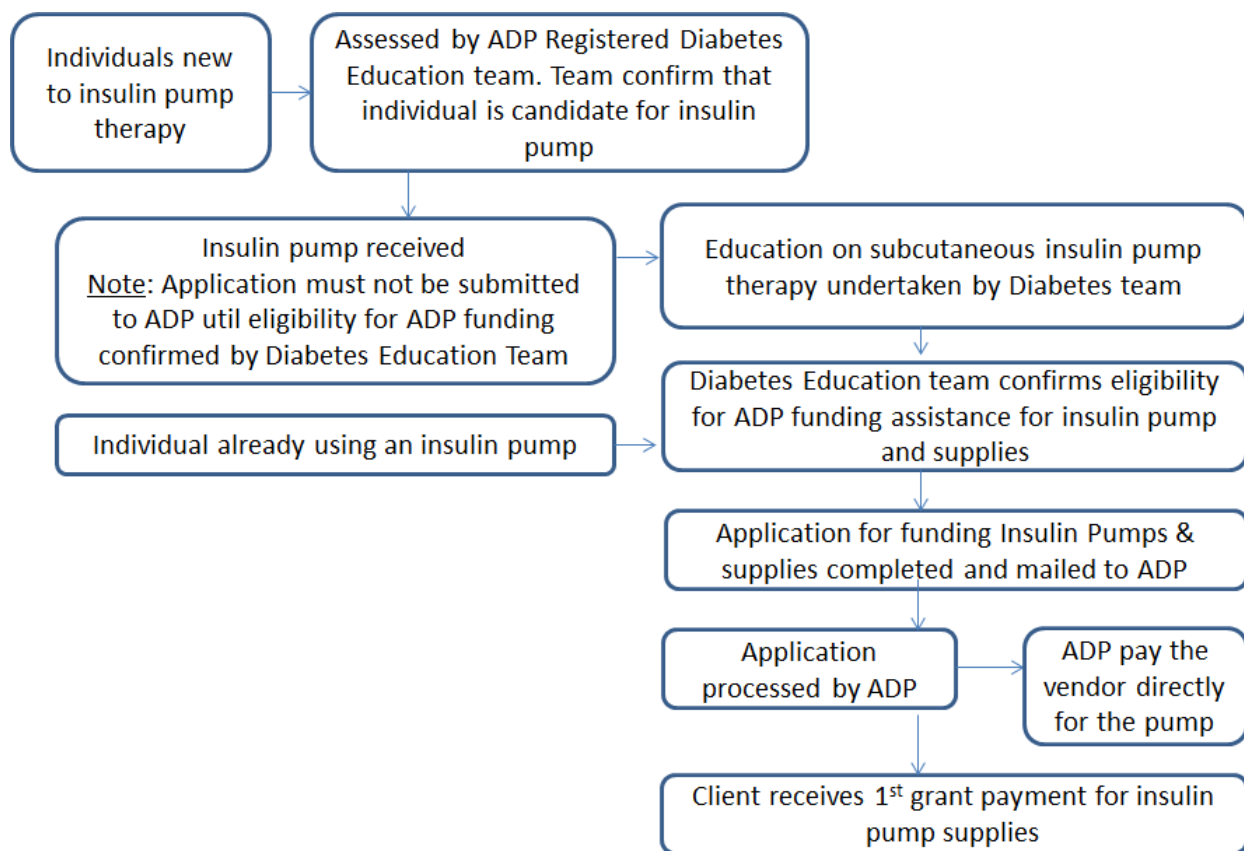 Individuals new
to insulin pump
therapy
Assessed by ADP Registered Diabetes
Education team. Team confirm that
individual is candidate for insulin
pump
Insulin pump received
Note: Application must not be submitted
to ADP util eligibility for ADP funding
confirmed by Diabetes Education Team
Education on subcutaneous insulin pump
therapy undertaken by Diabetes team
Individual already using an insulin pump
Diabetes Education team confirms eligibility
for ADP funding assistance for insulin pump
and supplies
Application for funding Insulin Pumps &
supplies completed and mailed to ADP
Application
processed by ADP
ADP pay the
vendor directly
for the pump
Client receives 1st grant payment for insulin
pump supplies